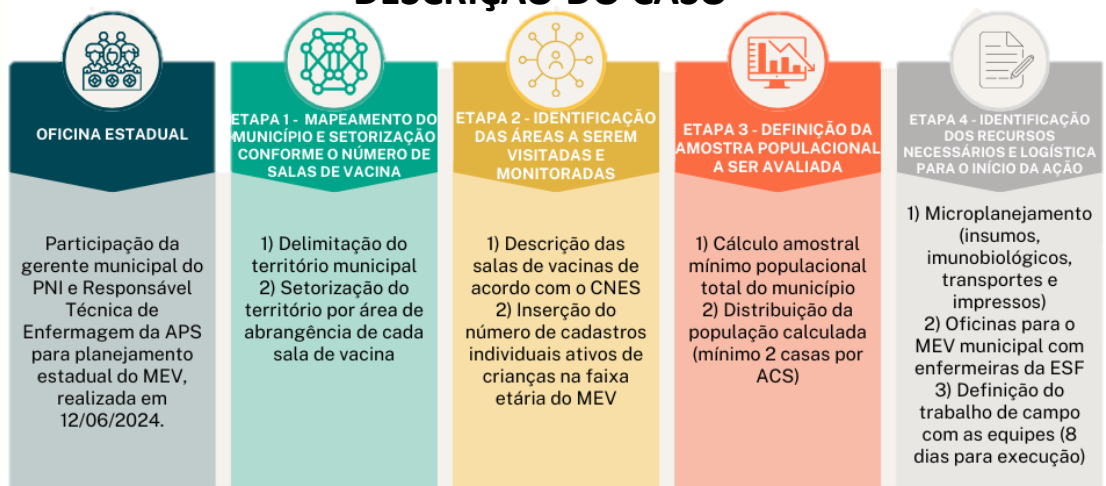 DESCRIÇÃO DO CASO
OFICINA ESTADUAL
Participação da
gerente municipal do
PNI e Responsável
Técnica de
Enfermagem da APS
para planejamento
estadual do MEV,
realizada em
12/06/2024.
ETAPA 1 - MAPEAMENTO DO
MUNICÍPIO E SETORIZAÇÃO
CONFORME O NÚMERO DE
SALAS DE VACINA
1) Delimitação do
território municipal
2) Setorização do
território por área de
abrangência de cada
sala de vacina
ETAPA 2 - IDENTIFICAÇÃO
DAS ÁREAS A SEREM
VISITADAS E
MONITORADAS
1) Descrição das
salas de vacinas de
acordo com o CNES
2) Inserção do
número de cadastros
individuais ativos de
crianças na faixa
etária do MEV
ETAPA 3 - DEFINIÇÃO DA
AMOSTRA POPULACIONAL
A SER AVALIADA
1) Cálculo amostral
mínimo populacional
total do município
2) Distribuição da
população calculada
(mínimo 2 casas por
ACS)
ETAPA 4 - IDENTIFICAÇÃO
DOS RECURSOS
NECESSÁRIOS E LOGÍSTICA
PARA O INÍCIO DA AÇÃO
1) Microplanejamento
(insumos,
imunobiológicos,
transportes e
impressos)
2) Oficinas para o
MEV municipal com
enfermeiras da ESF
3) Definição do
trabalho de campo
com as equipes (8
dias para execução)